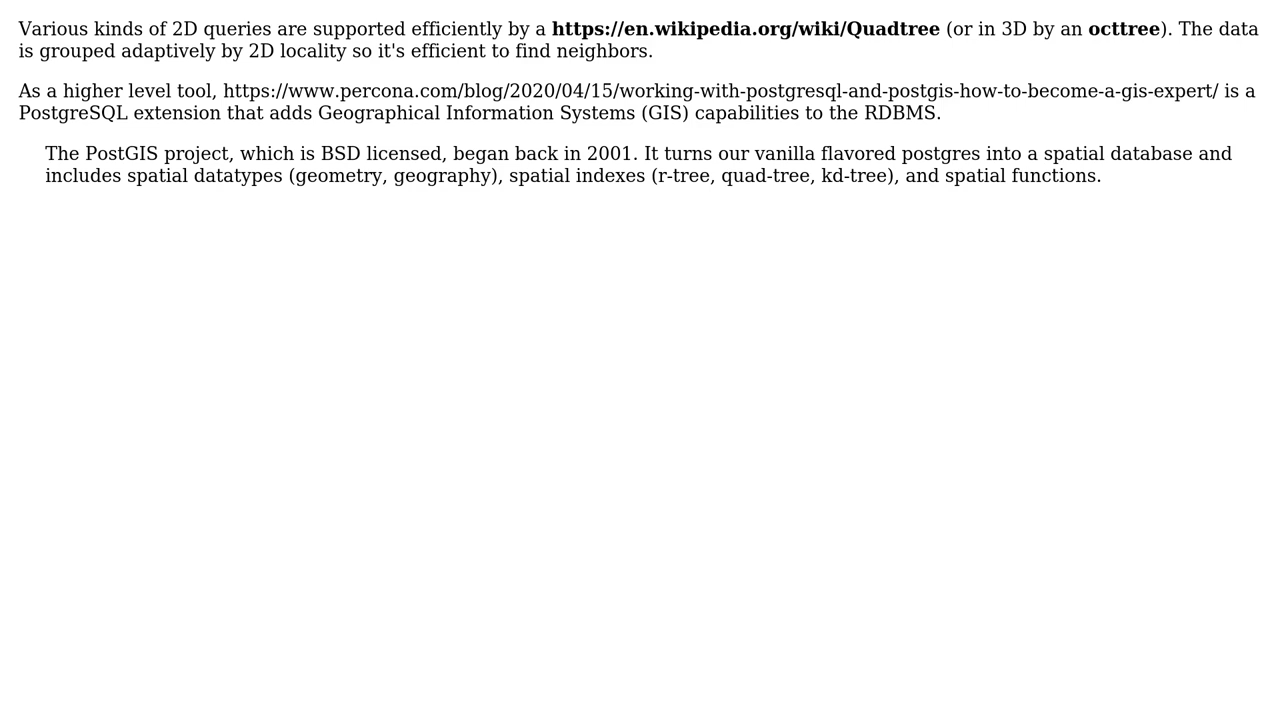 Various kinds of 2D queries are supported efficiently by a https://en.wikipedia.org/wiki/Quadtree (or in 3D by an octtree). The data
is grouped adaptively by 2D locality so it's efficient to find neighbors.
As a higher level tool, https://www.percona.com/blog/2020/04/15/working-with-postgresql-and-postgis-how-to-become-a-gis-expert/ is a
PostgreSQL extension that adds Geographical Information Systems (GIS) capabilities to the RDBMS.
The PostGIS project, which is BSD licensed, began back in 2001. It turns our vanilla flavored postgres into a spatial database and
includes spatial datatypes (geometry, geography), spatial indexes (r-tree, quad-tree, kd-tree), and spatial functions.